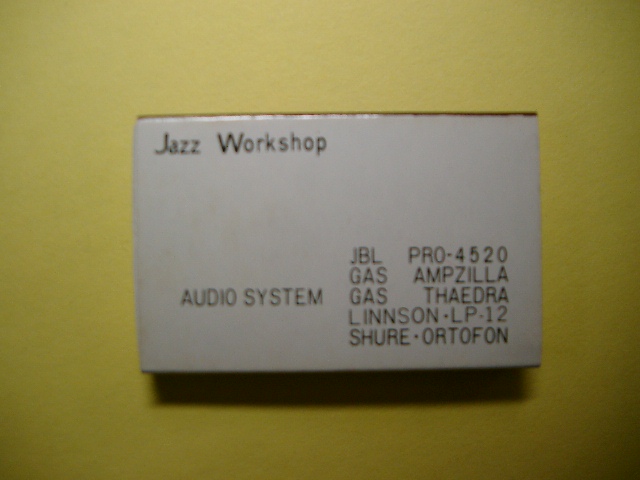 Jazz Workshop
JBL PRO-4520
GAS AMPZILLA
AUDIO SYSTEM GAS THAEDRA
LINNSON·LP-12
SHURE·ORTOFON